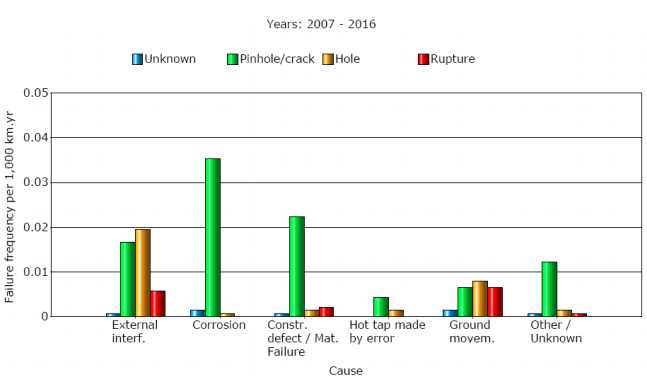 Years: 2007 - 2016
Unknown Pinhole/crack Hole Rupture
Failure frequency per 1,000 km.yr
0.05
0.04
0.03
0.02
0.01
0
External interf.
Corrosion
Constr. defect / Mat. Failure
Hot tap made by error
Ground movem.
Other / Unknown
Cause